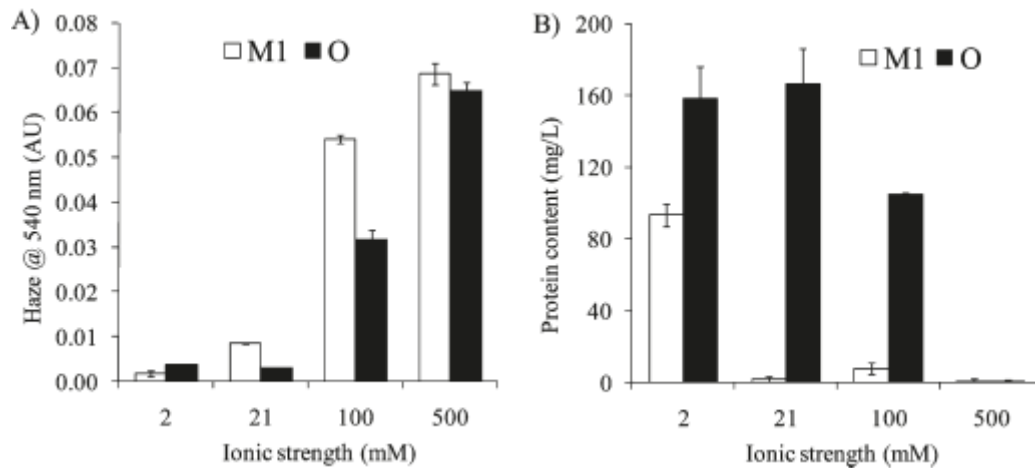 A)
M1 O
0.08
0.07
0.06
0.05
0.04
0.03
0.02
0.01
0.00
Haze @ 540 nm (AU)
2 21 100 500
Ionic strength (mM)
B)
M1 O
200
160
120
80
40
0
Protein content (mg/L)
2 21 100 500
Ionic strength (mM)